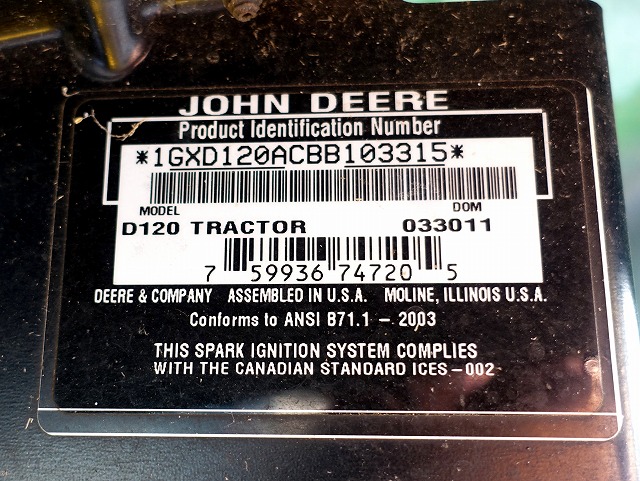 JOHN DEERE
Product Identification Number
*1GXD120ACBB103315*
MODEL DOM
D120 TRACTOR 033011
7 59936 74720 5
DEERE & COMPANY ASSEMBLED IN U.S.A. MOLINE, ILLINOIS U.S.A.
Conforms to ANSI B71.1 – 2003
THIS SPARK IGNITION SYSTEM COMPLIES
WITH THE CANADIAN STANDARD ICES–002